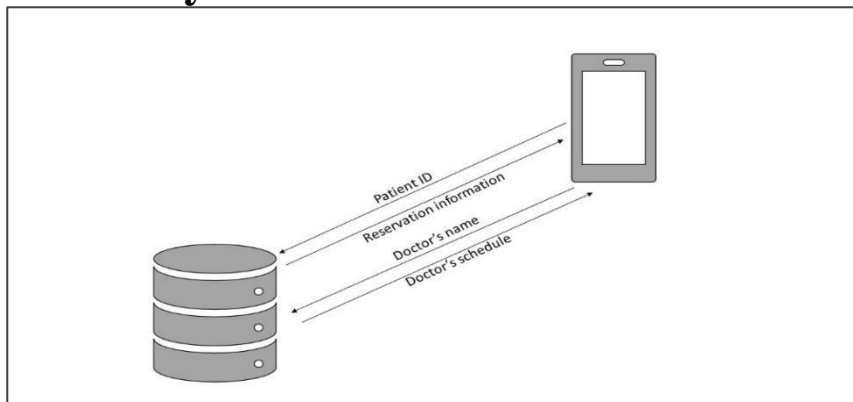 Patient ID
Reservation information
Doctor's name
Doctor's schedule